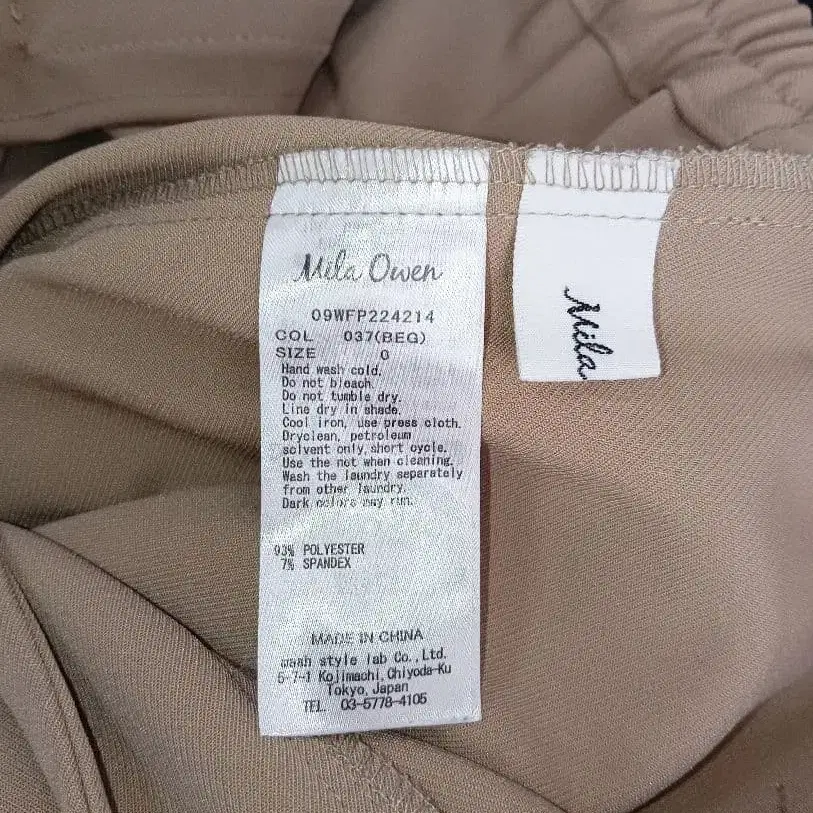 Mila Owen
09WFP224214
COL 037(BEG)
SIZE 0
Hand wash cold.
Do not bleach.
Do not tumble dry.
Line dry in shade.
Cool iron, use press cloth.
Dryclean, petroleum
solvent only, short cycle.
Use the net when cleaning.
Wash the laundry separately
from other laundry.
Dark colors may run.
93% POLYESTER
7% SPANDEX
MADE IN CHINA
mash style lab Co., Ltd.
5-7-1 Kojimachi, Chiyoda-Ku
Tokyo, Japan
TEL 03-5778-4105
Mila